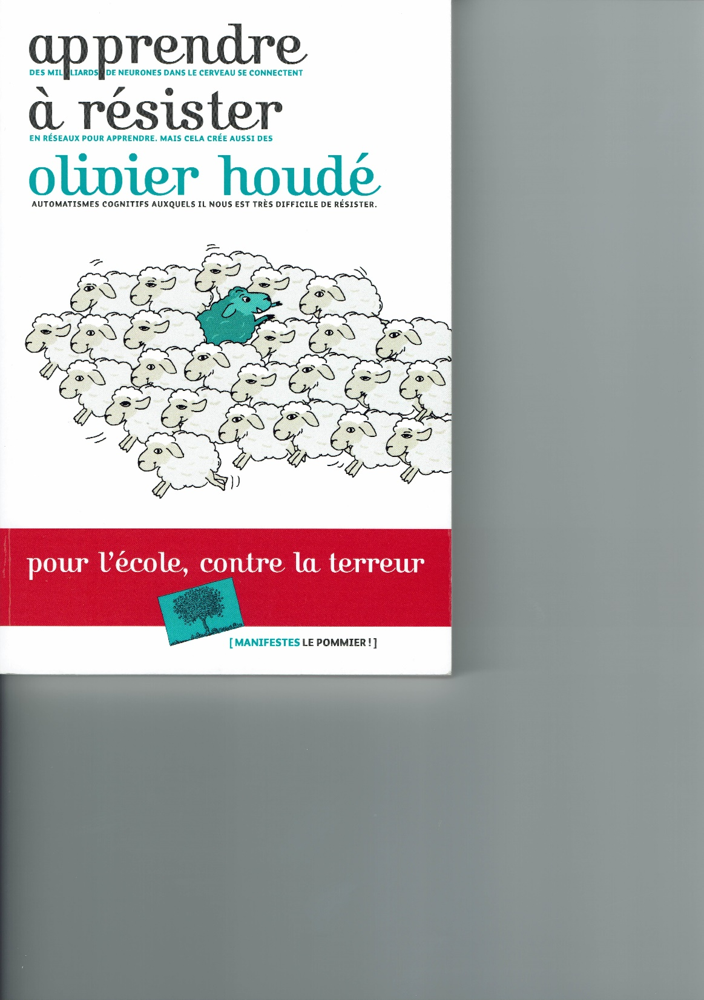 apprendre
DES MILLIARDS DE NEURONES DANS LE CERVEAU SE CONNECTENT
à résister
EN RÉSEAUX POUR APPRENDRE. MAIS CELA CRÉE AUSSI DES
olivier houdé
AUTOMATISMES COGNITIFS AUXQUELS IL NOUS EST TRÈS DIFFICILE DE RÉSISTER.
pour l'école, contre la terreur
[MANIFESTES LE POMMIER !]